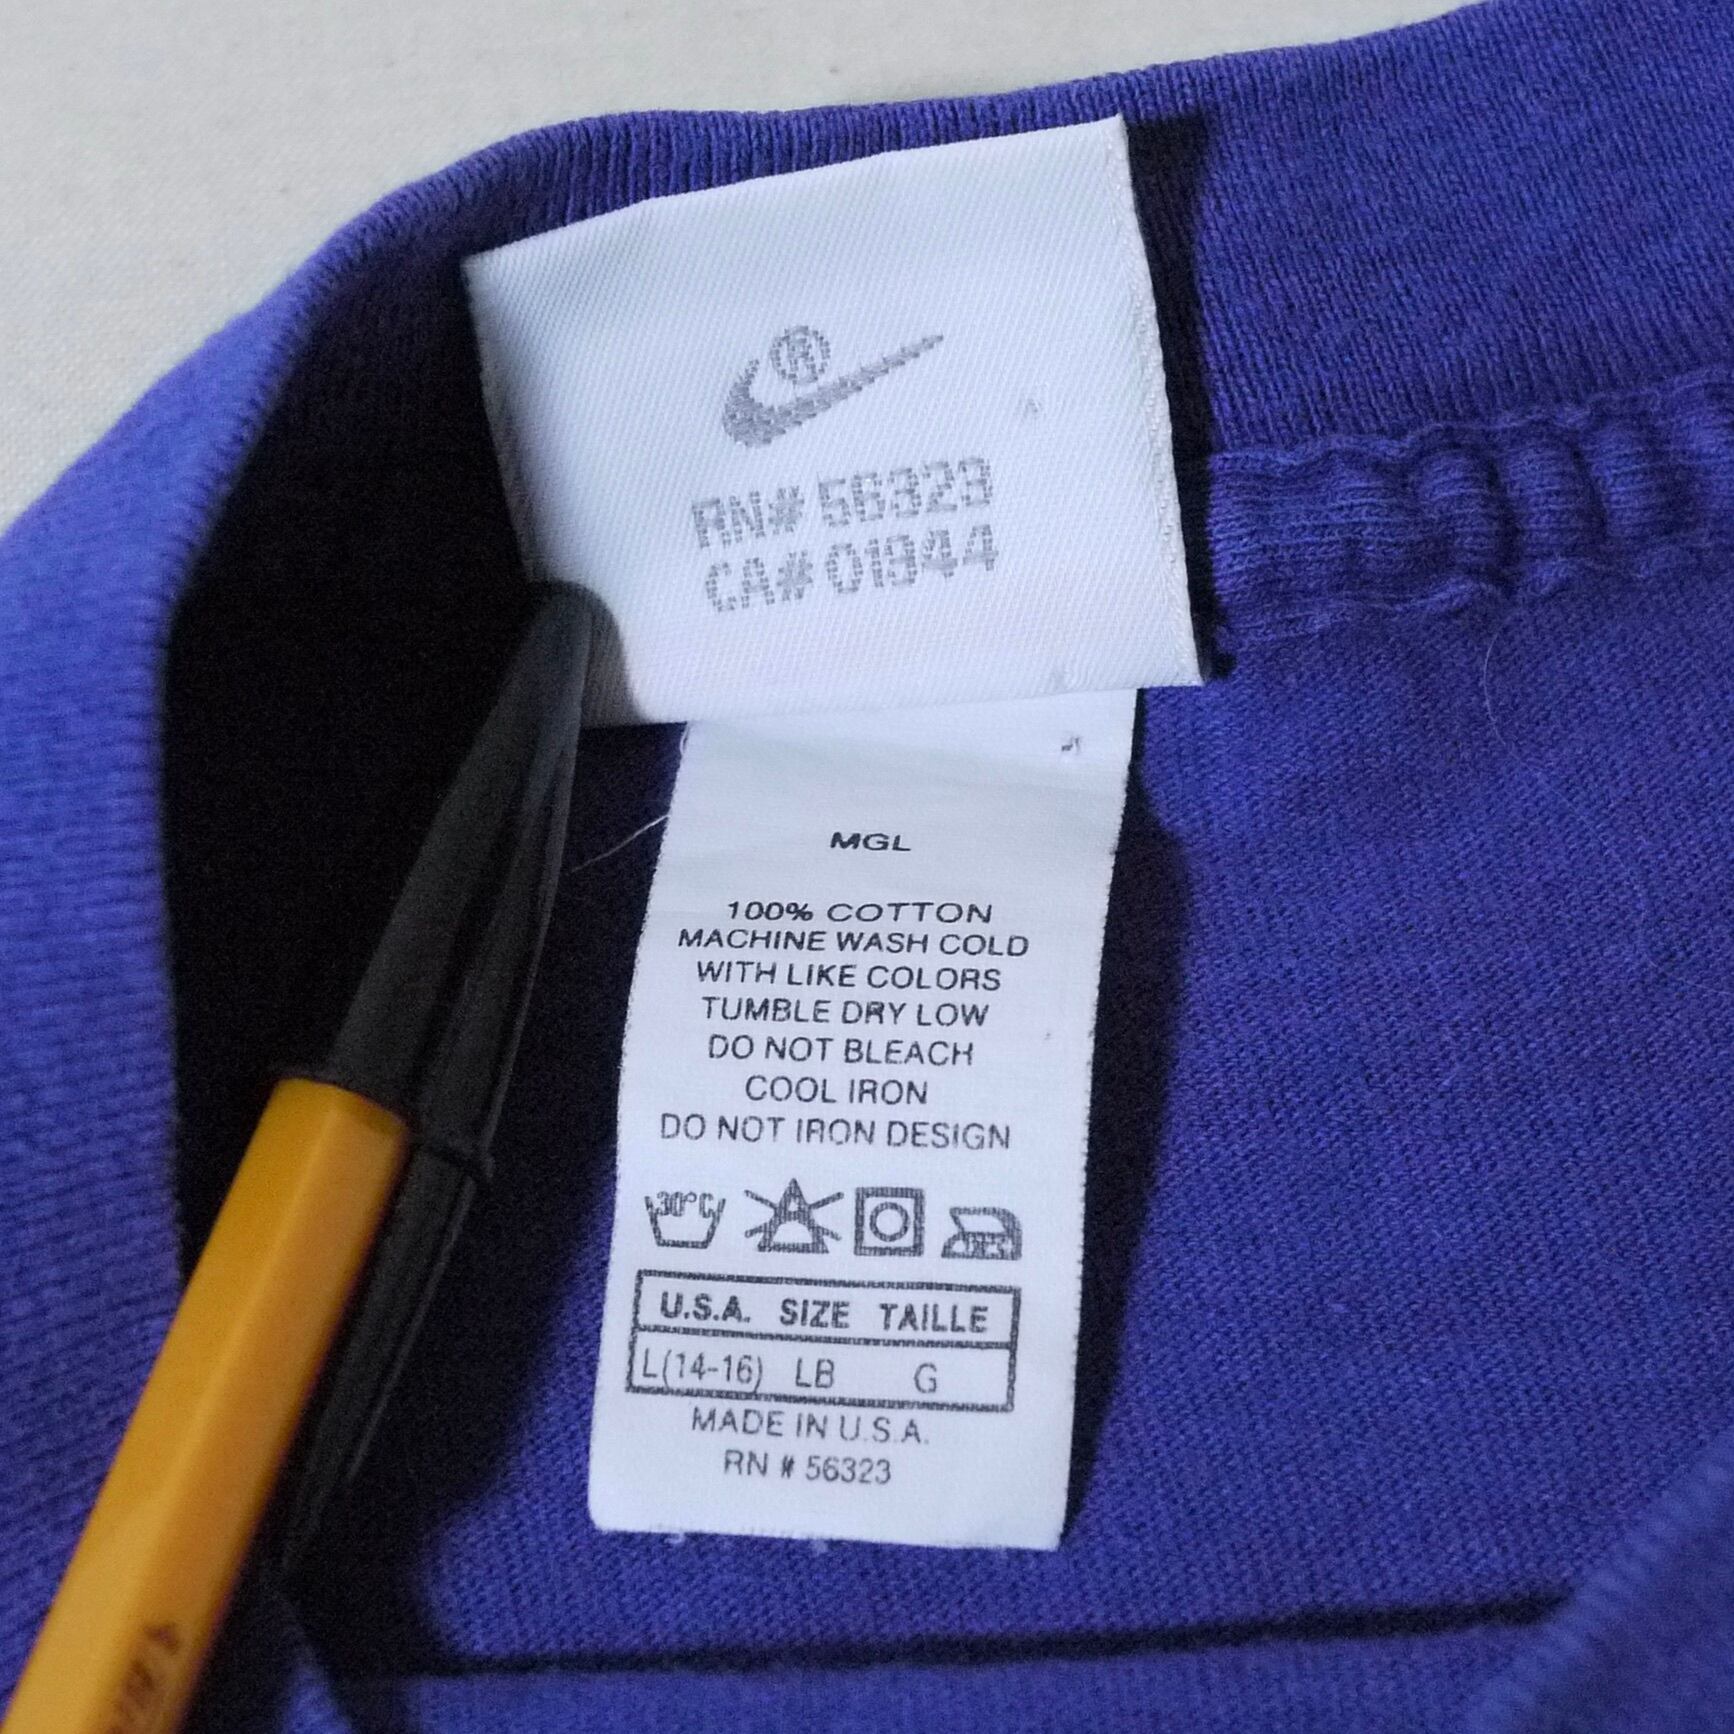 ®
RN# 56323
CA# 01944
MGL
100% COTTON
MACHINE WASH COLD
WITH LIKE COLORS
TUMBLE DRY LOW
DO NOT BLEACH
COOL IRON
DO NOT IRON DESIGN
30°C
U.S.A. SIZE TAILLE
L(14-16) LB G
MADE IN U.S.A.
RN # 56323